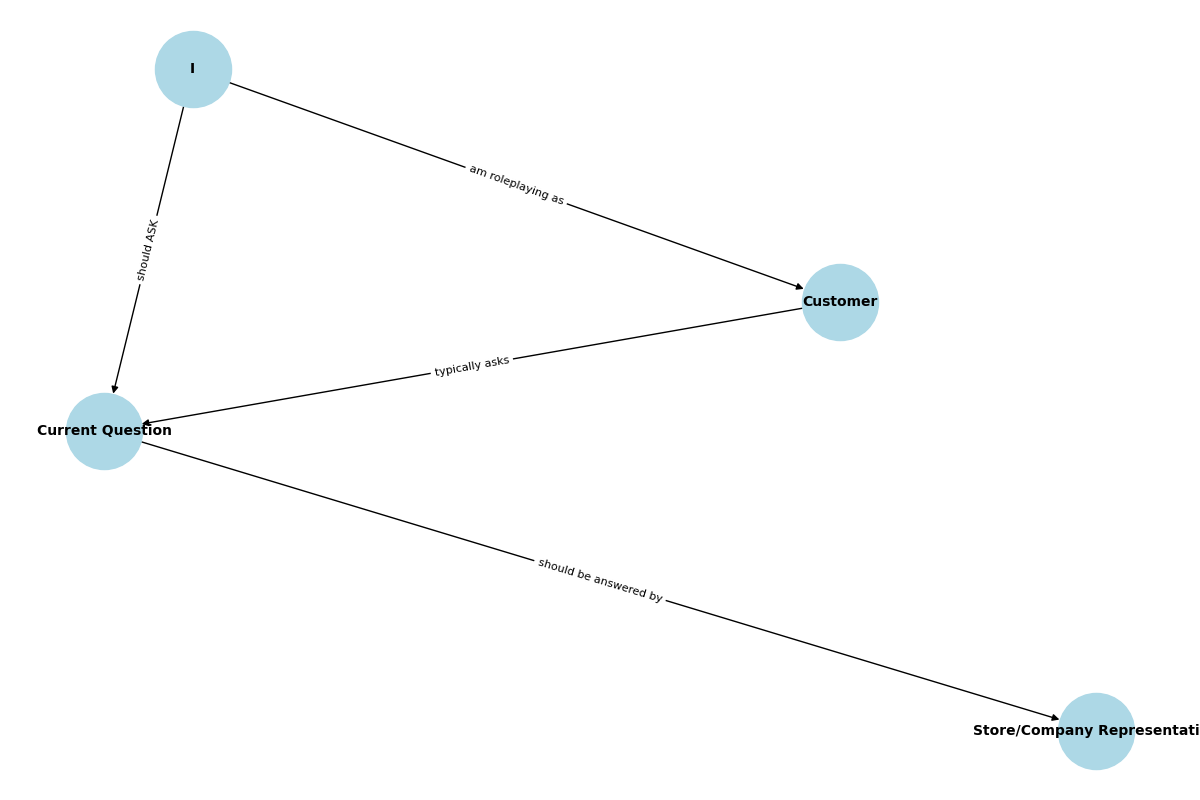 I
am roleplaying as
should ASK
Customer
typically asks
Current Question
should be answered by
Store/Company Representati